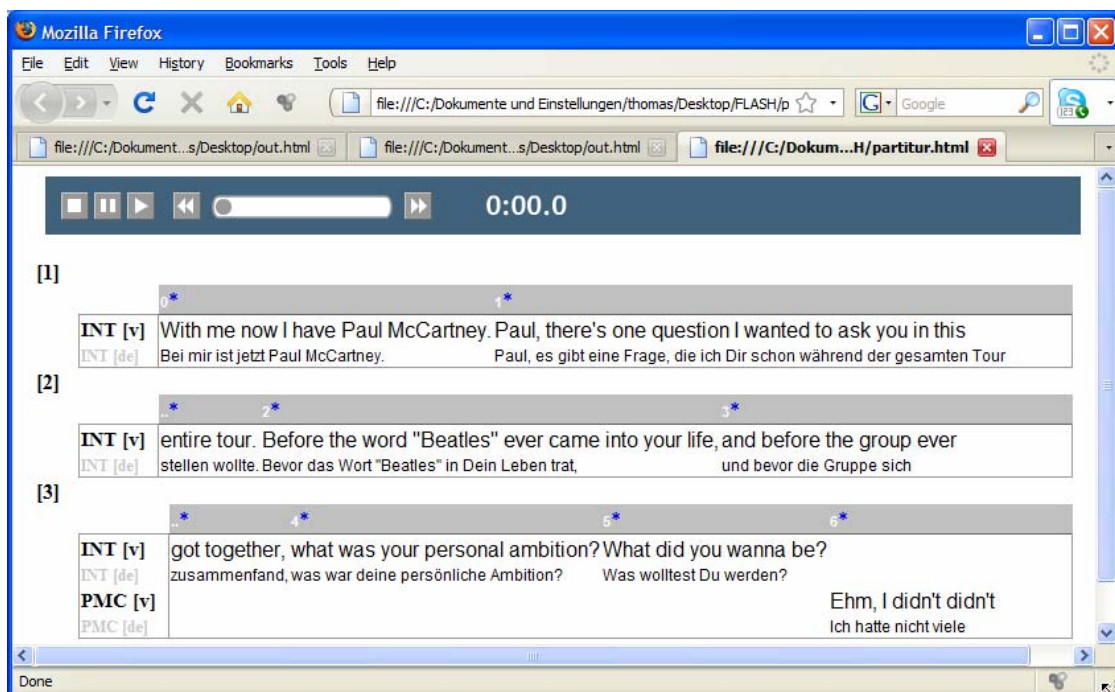 Mozilla Firefox
File Edit View History Bookmarks Tools Help
file:///C:/Dokumente und Einstellungen/thomas/Desktop/FLASH/p G Google
file:///C:/Dokument...s/Desktop/out.html file:///C:/Dokument...s/Desktop/out.html file:///C:/Dokum...H/partitur.html
0:00.0
[1]
0* 1*
INT [v] With me now I have Paul McCartney. Paul, there's one question I wanted to ask you in this
INT [de] Bei mir ist jetzt Paul McCartney. Paul, es gibt eine Frage, die ich Dir schon während der gesamten Tour
[2]
..* 2* 3*
INT [v] entire tour. Before the word "Beatles" ever came into your life, and before the group ever
INT [de] stellen wollte. Bevor das Wort "Beatles" in Dein Leben trat, und bevor die Gruppe sich
[3]
..* 4* 5* 6*
INT [v] got together, what was your personal ambition? What did you wanna be?
INT [de] zusammenfand, was war deine persönliche Ambition? Was wolltest Du werden?
PMC [v] Ehm, I didn't didn't
PMC [de] Ich hatte nicht viele
Done